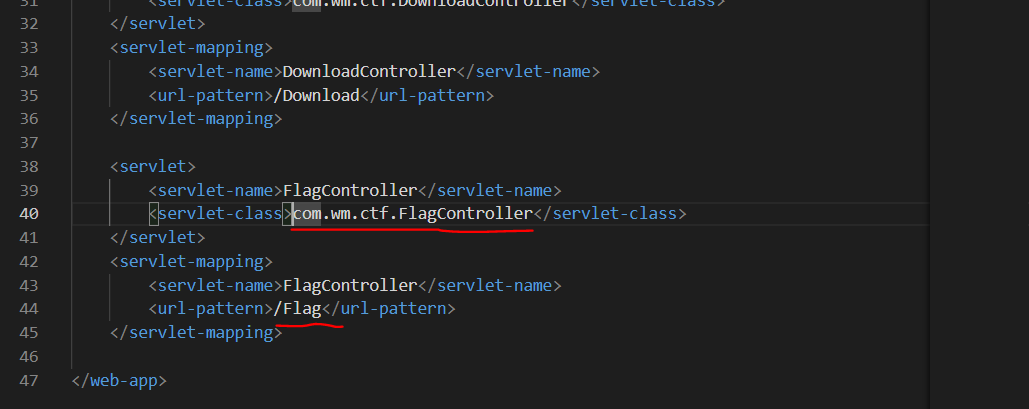 31 <servlet-class>com.wm.ctf.DownloadController</servlet-class>
32 </servlet>
33 <servlet-mapping>
34 <servlet-name>DownloadController</servlet-name>
35 <url-pattern>/Download</url-pattern>
36 </servlet-mapping>
37
38 <servlet>
39 <servlet-name>FlagController</servlet-name>
40 <servlet-class>com.wm.ctf.FlagController</servlet-class>
41 </servlet>
42 <servlet-mapping>
43 <servlet-name>FlagController</servlet-name>
44 <url-pattern>/Flag</url-pattern>
45 </servlet-mapping>
46
47 </web-app>